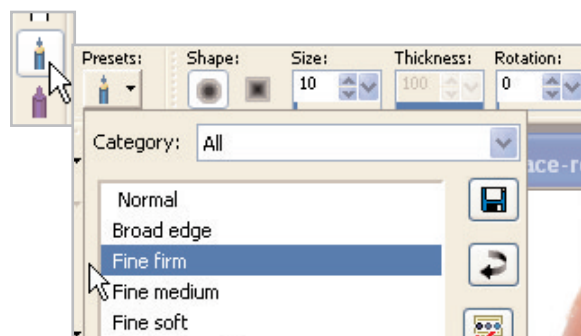 Presets: Shape: Size: Thickness: Rotation:
10 100 0
Category: All
ace-r
Normal
Broad edge
Fine firm
Fine medium
Fine soft